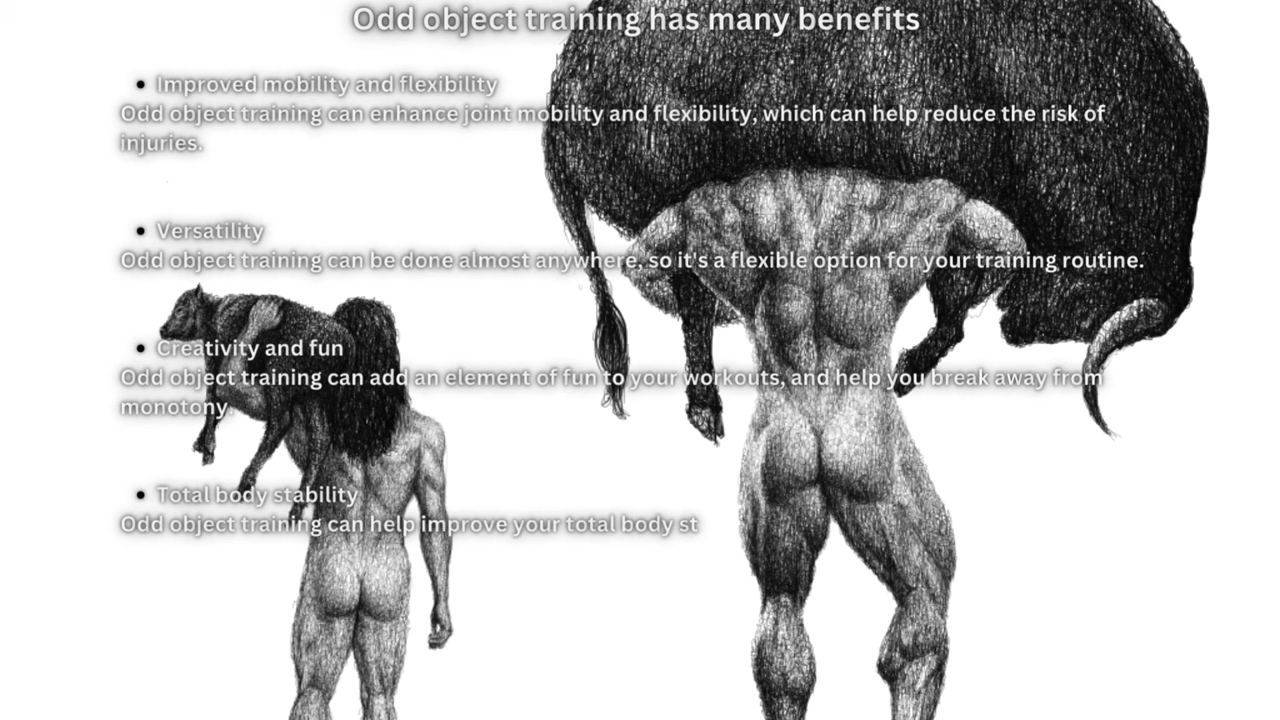 Odd object training has many benefits
• Improved mobility and flexibility
Odd object training can enhance joint mobility and flexibility, which can help reduce the risk of
injuries.
• Versatility
Odd object training can be done almost anywhere, so it's a flexible option for your training routine.
• Creativity and fun
Odd object training can add an element of fun to your workouts, and help you break away from
monotony.
• Total body stability
Odd object training can help improve your total body st